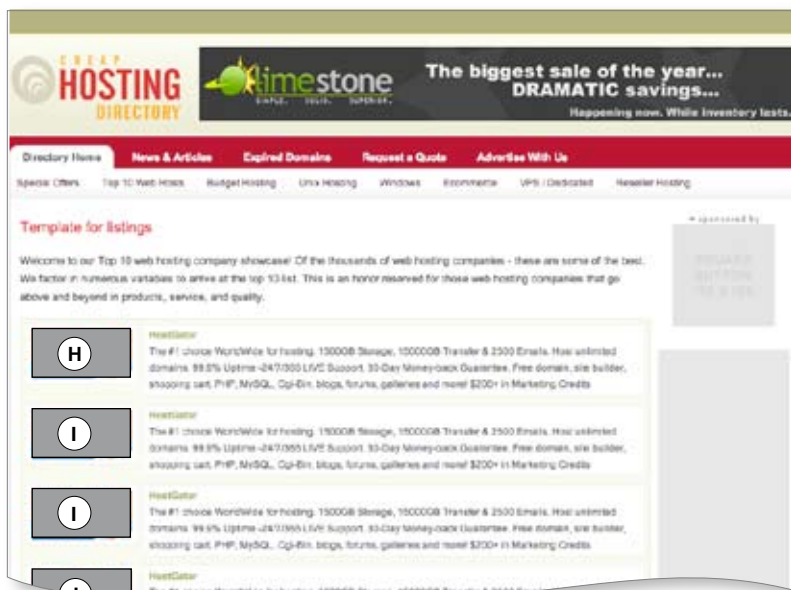 CHEAP
HOSTING
DIRECTORY
limestone
SIMPLE. SOLID. SUPERIOR.
The biggest sale of the year...
DRAMATIC savings...
Happening now. While inventory lasts.
Directory Home News & Articles Expired Domains Request a Quote Advertise With Us
Special Offers Top 10 Web Hosts Budget Hosting Unix Hosting Windows Ecommerce VPS / Dedicated Reseller Hosting
Template for listings
sponsored by
Welcome to our Top 10 web hosting company showcase! Of the thousands of web hosting companies - these are some of the best.
We factor in numerous variables to arrive at the top 10 list. This is an honor reserved for those web hosting companies that go
above and beyond in products, service, and quality.
SQUARE
BUTTON
H
HostGator
The #1 choice WorldWide for hosting. 1500GB Storage, 15000GB Transfer & 2500 Emails. Host unlimited
domains. 99.9% Uptime -24/7/365 LIVE Support. 30-Day Money-back Guarantee. Free domain, site builder,
shopping cart, PHP, MySQL, Cgi-Bin, blogs, forums, galleries and more! $200+ in Marketing Credits
I
HostGator
The #1 choice WorldWide for hosting. 1500GB Storage, 15000GB Transfer & 2500 Emails. Host unlimited
domains. 99.9% Uptime -24/7/365 LIVE Support. 30-Day Money-back Guarantee. Free domain, site builder,
shopping cart, PHP, MySQL, Cgi-Bin, blogs, forums, galleries and more! $200+ in Marketing Credits
I
HostGator
The #1 choice WorldWide for hosting. 1500GB Storage, 15000GB Transfer & 2500 Emails. Host unlimited
domains. 99.9% Uptime -24/7/365 LIVE Support. 30-Day Money-back Guarantee. Free domain, site builder,
shopping cart, PHP, MySQL, Cgi-Bin, blogs, forums, galleries and more! $200+ in Marketing Credits
HostGator